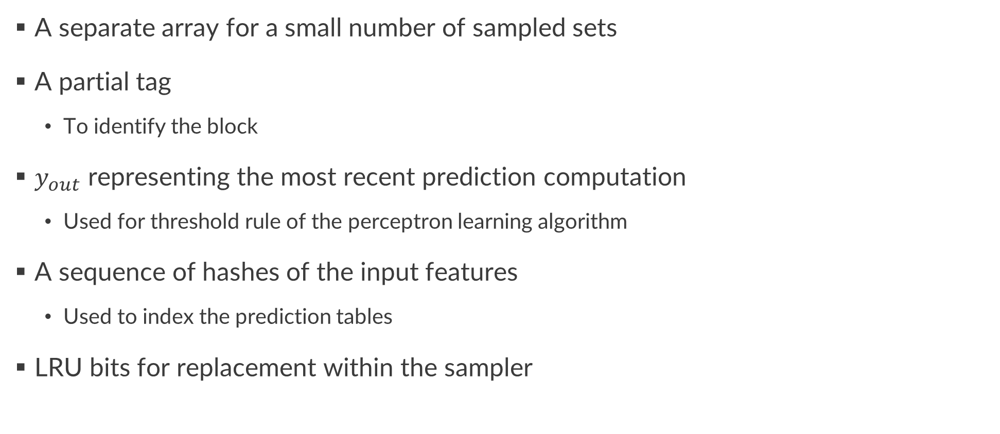 ▪ A separate array for a small number of sampled sets
▪ A partial tag
• To identify the block
▪ $y_{out}$ representing the most recent prediction computation
• Used for threshold rule of the perceptron learning algorithm
▪ A sequence of hashes of the input features
• Used to index the prediction tables
▪ LRU bits for replacement within the sampler